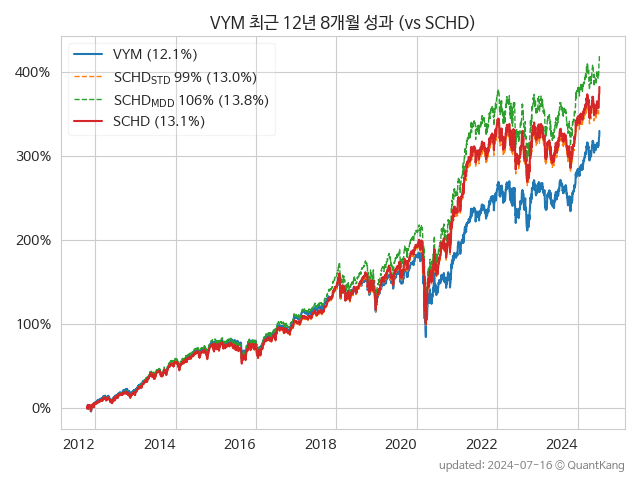 VYM 최근 12년 8개월 성과 (vs SCHD)
VYM (12.1%)
SCHD_STD 99% (13.0%)
SCHD_MDD 106% (13.8%)
SCHD (13.1%)
400%
300%
200%
100%
0%
2012 2014 2016 2018 2020 2022 2024
updated: 2024-07-16 © QuantKang